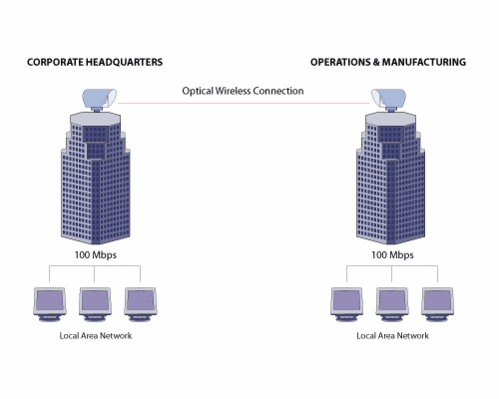 CORPORATE HEADQUARTERS
OPERATIONS & MANUFACTURING
Optical Wireless Connection
100 Mbps
100 Mbps
Local Area Network
Local Area Network